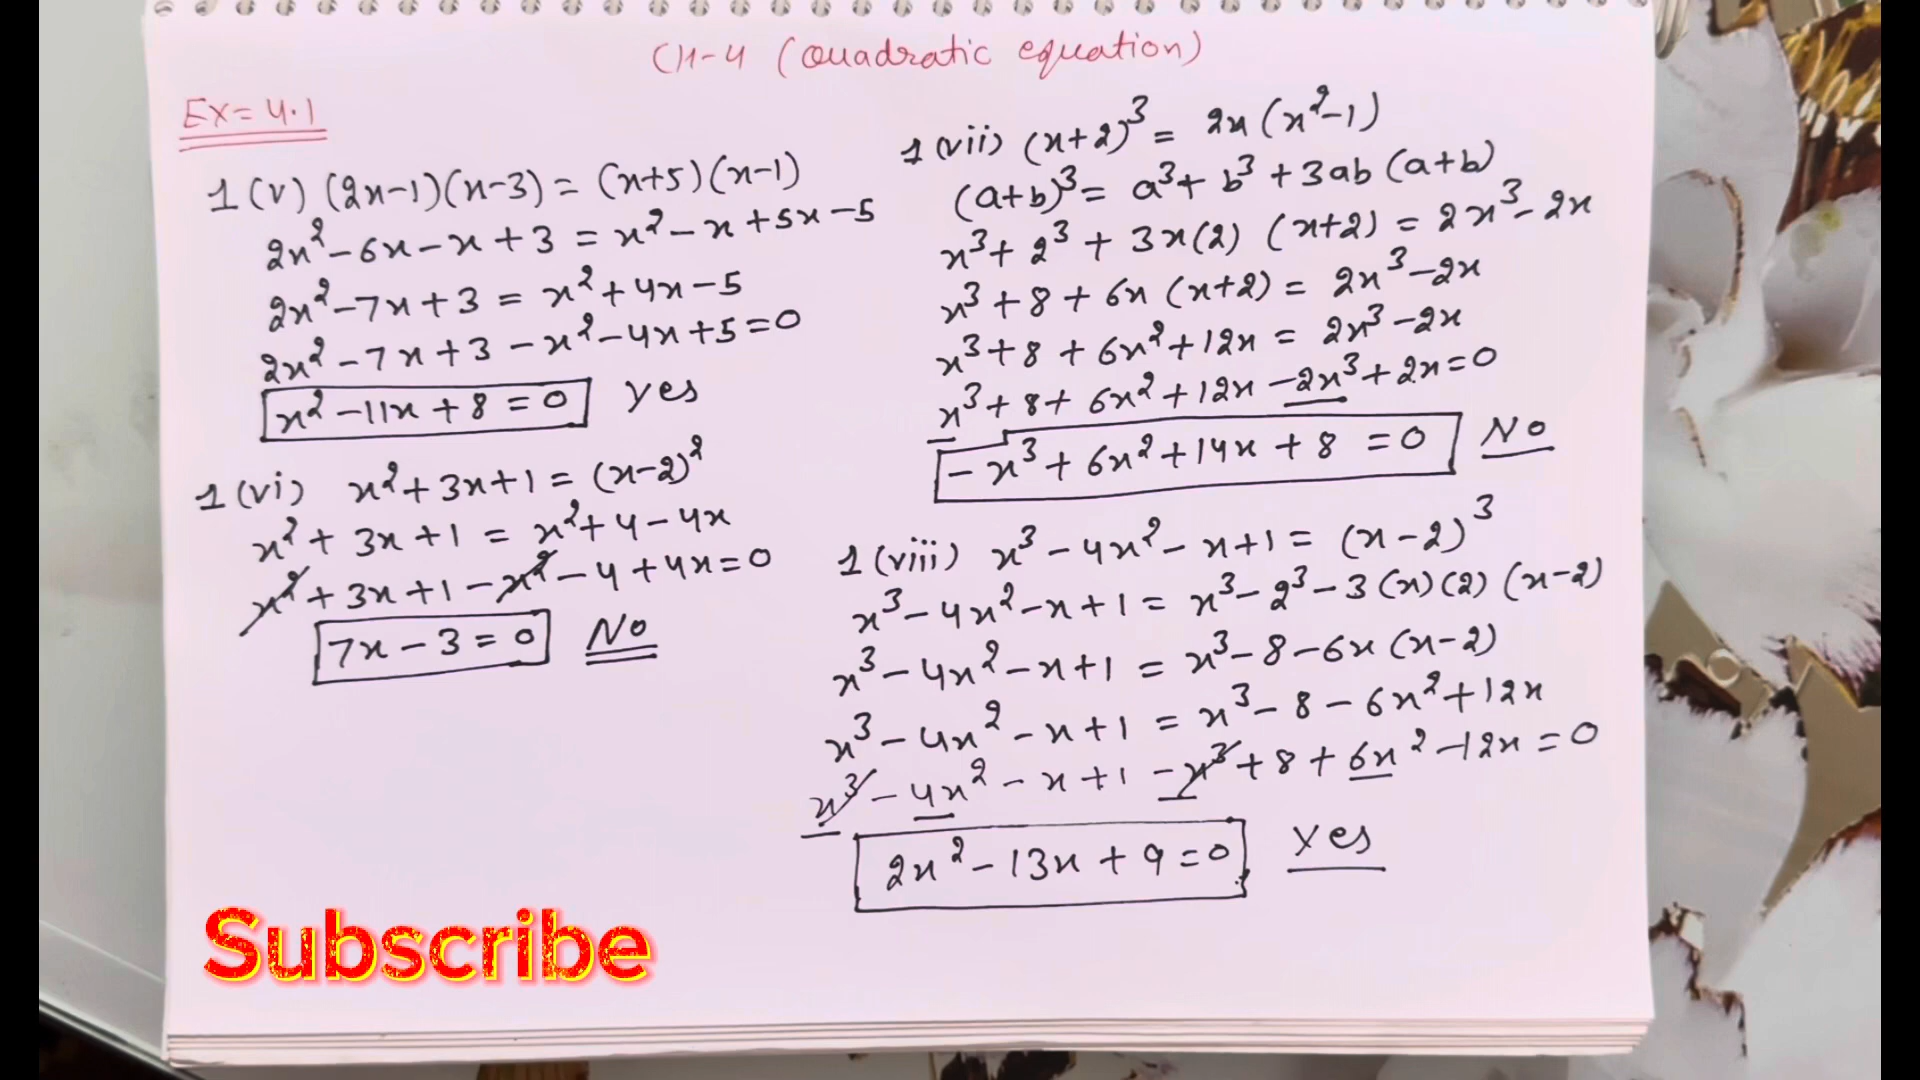 CH-4 (Quadratic equation)
Ex = 4.1
1(v) (2x-1)(x-3) = (x+5)(x-1)
2x²-6x-x+3 = x²-x+5x-5
2x²-7x+3 = x²+4x-5
2x²-7x+3-x²-4x+5=0
x²-11x+8=0 yes
1(vi) x²+3x+1 = (x-2)²
x²+3x+1 = x²+4-4x
x²+3x+1-x²-4+4x=0
7x-3=0 No
1(vii) (x+2)³ = 2x(x²-1)
(a+b)³ = a³+b³+3ab(a+b)
x³+2³+3x(2)(x+2) = 2x³-2x
x³+8+6x(x+2) = 2x³-2x
x³+8+6x²+12x = 2x³-2x
x³+8+6x²+12x-2x³+2x=0
-x³+6x²+14x+8=0 No
1(viii) x³-4x²-x+1 = (x-2)³
x³-4x²-x+1 = x³-2³-3(x)(2)(x-2)
x³-4x²-x+1 = x³-8-6x(x-2)
x³-4x²-x+1 = x³-8-6x²+12x
x³-4x²-x+1-x³+8+6x²-12x=0
2x²-13x+9=0 Yes
Subscribe